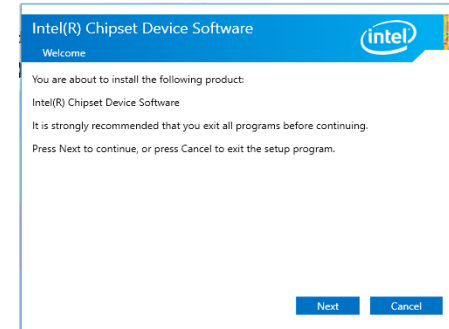 Intel(R) Chipset Device Software
intel
Welcome
You are about to install the following product:
Intel(R) Chipset Device Software
It is strongly recommended that you exit all programs before continuing.
Press Next to continue, or press Cancel to exit the setup program.
Next
Cancel